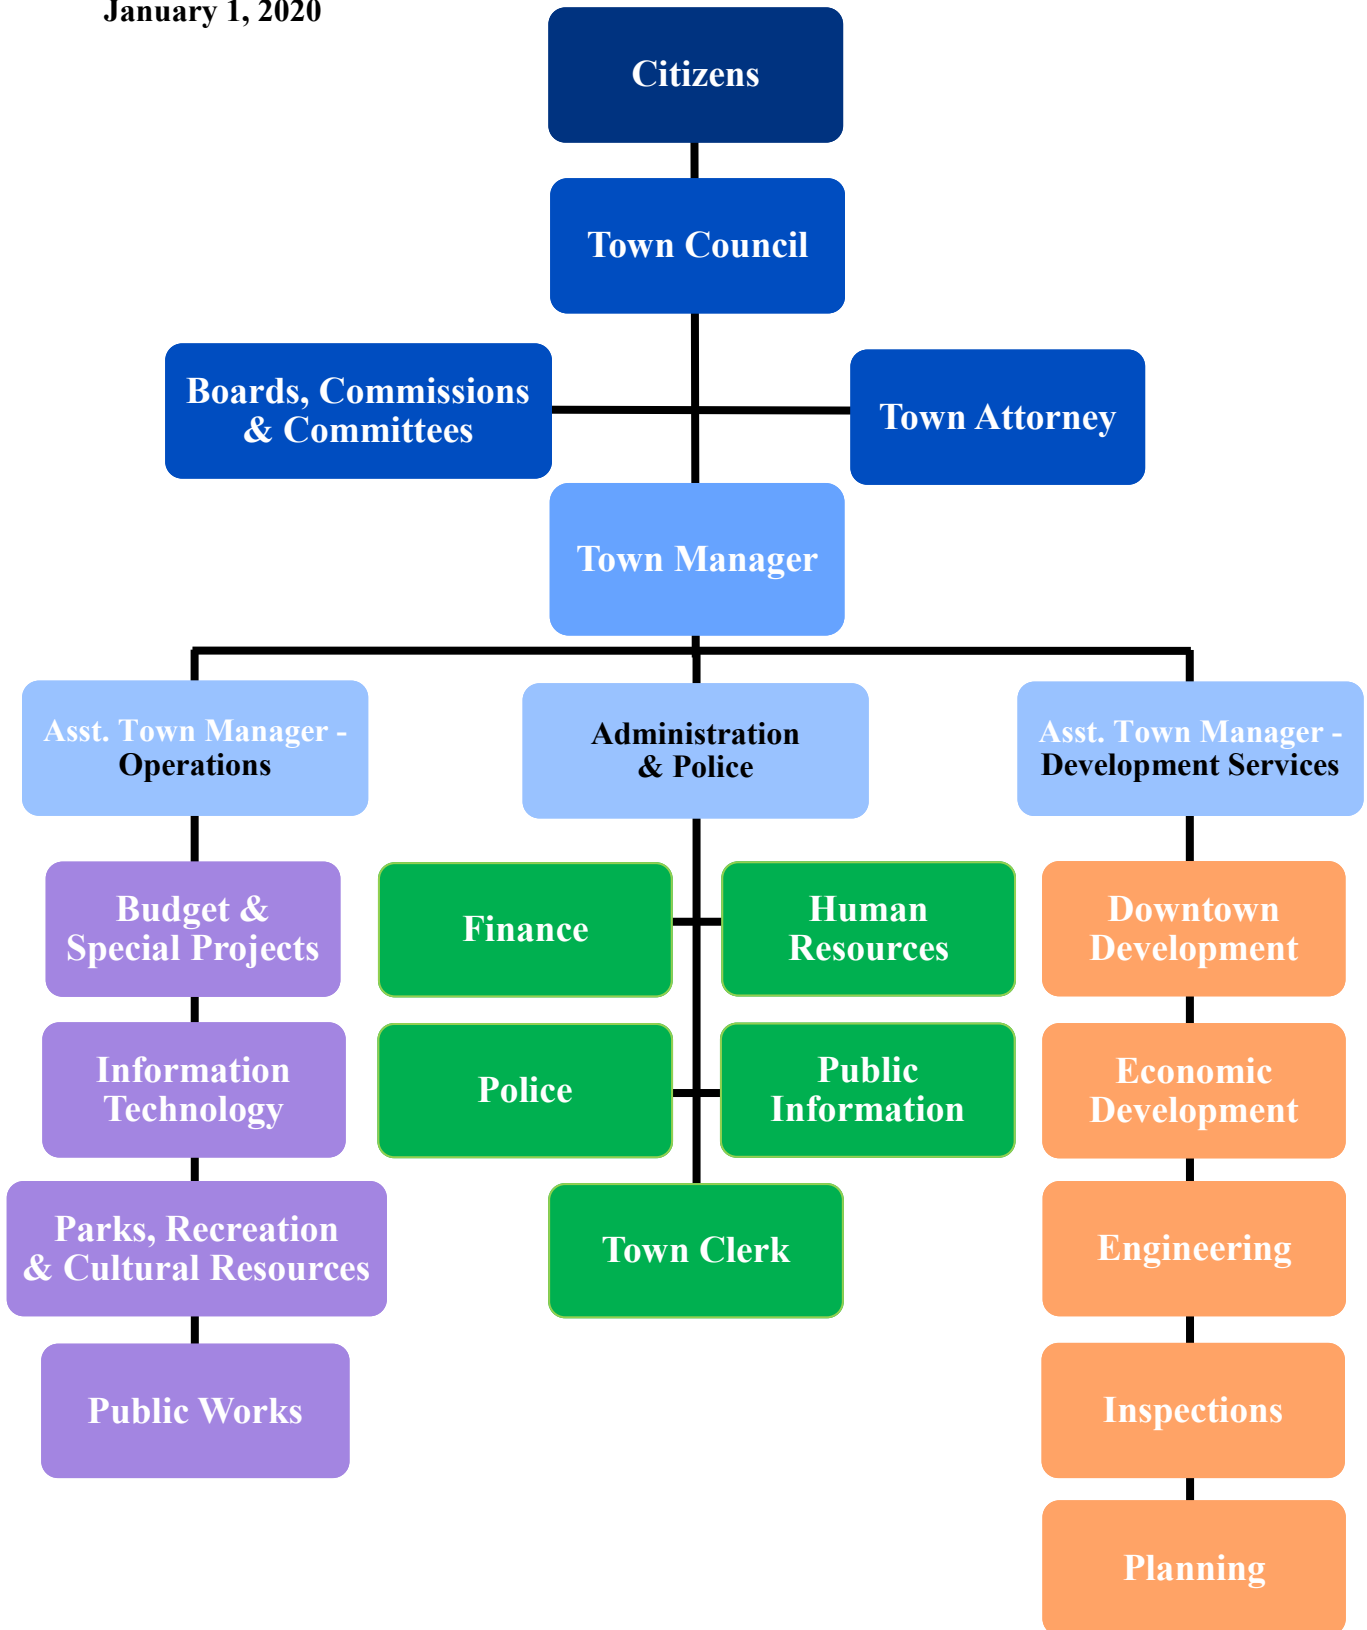 January 1, 2020
Citizens
Town Council
Boards, Commissions
& Committees
Town Attorney
Town Manager
Asst. Town Manager -
Operations
Administration
& Police
Asst. Town Manager -
Development Services
Budget &
Special Projects
Finance
Human
Resources
Downtown
Development
Information
Technology
Police
Public
Information
Economic
Development
Parks, Recreation
& Cultural Resources
Town Clerk
Engineering
Public Works
Inspections
Planning